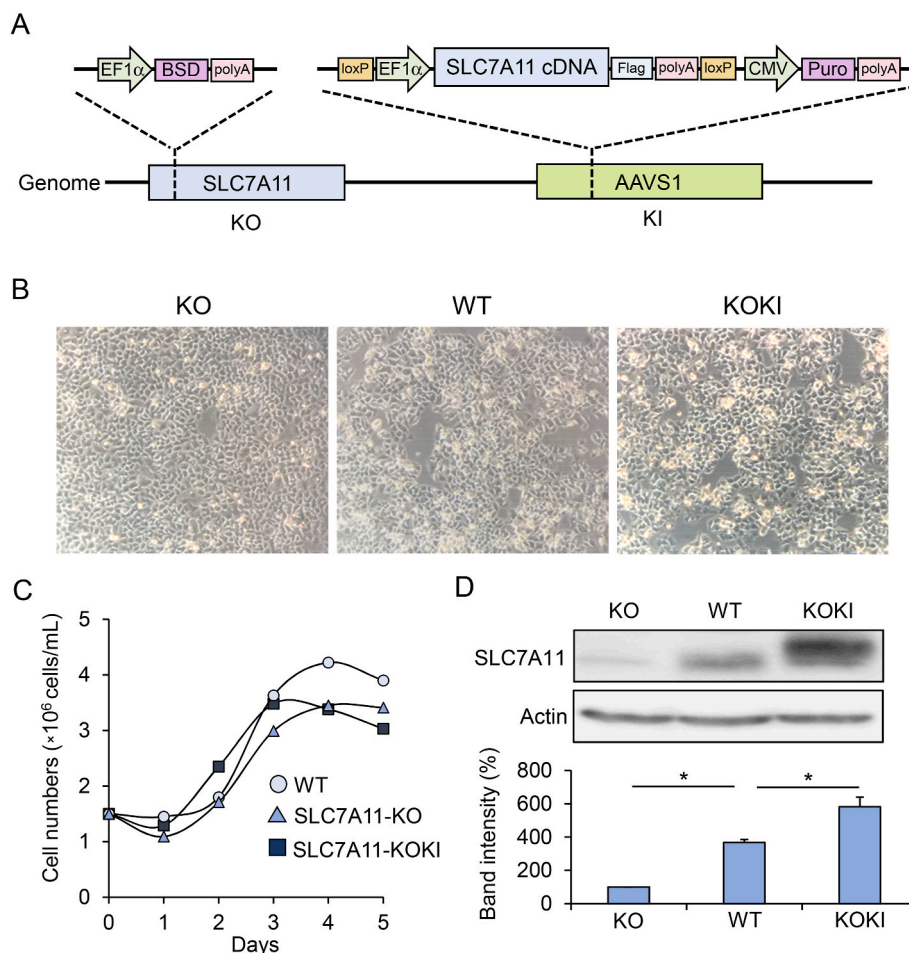 A
EF1α BSD polyA
loxP EF1α SLC7A11 cDNA Flag polyA loxP CMV Puro polyA
Genome SLC7A11 AAVS1
KO KI
B
KO WT KOKI
C
Cell numbers (×10⁶ cells/mL)
5
4
3
2
1
0
0 1 2 3 4 5
Days
WT
SLC7A11-KO
SLC7A11-KOKI
D
KO WT KOKI
SLC7A11
Actin
Band intensity (%)
800
600
400
200
0
* *
KO WT KOKI